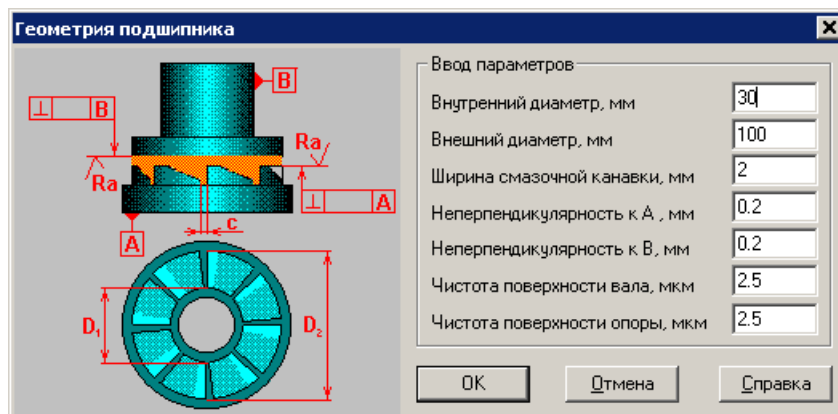 Геометрия подшипника
B
⊥ B
Ra
Ra
⊥ A
A
c
D₁
D₂
Ввод параметров
Внутренний диаметр, мм 30
Внешний диаметр, мм 100
Ширина смазочной канавки, мм 2
Неперпендикулярность к А , мм 0.2
Неперпендикулярность к В, мм 0.2
Чистота поверхности вала, мкм 2.5
Чистота поверхности опоры, мкм 2.5
OK Отмена Справка